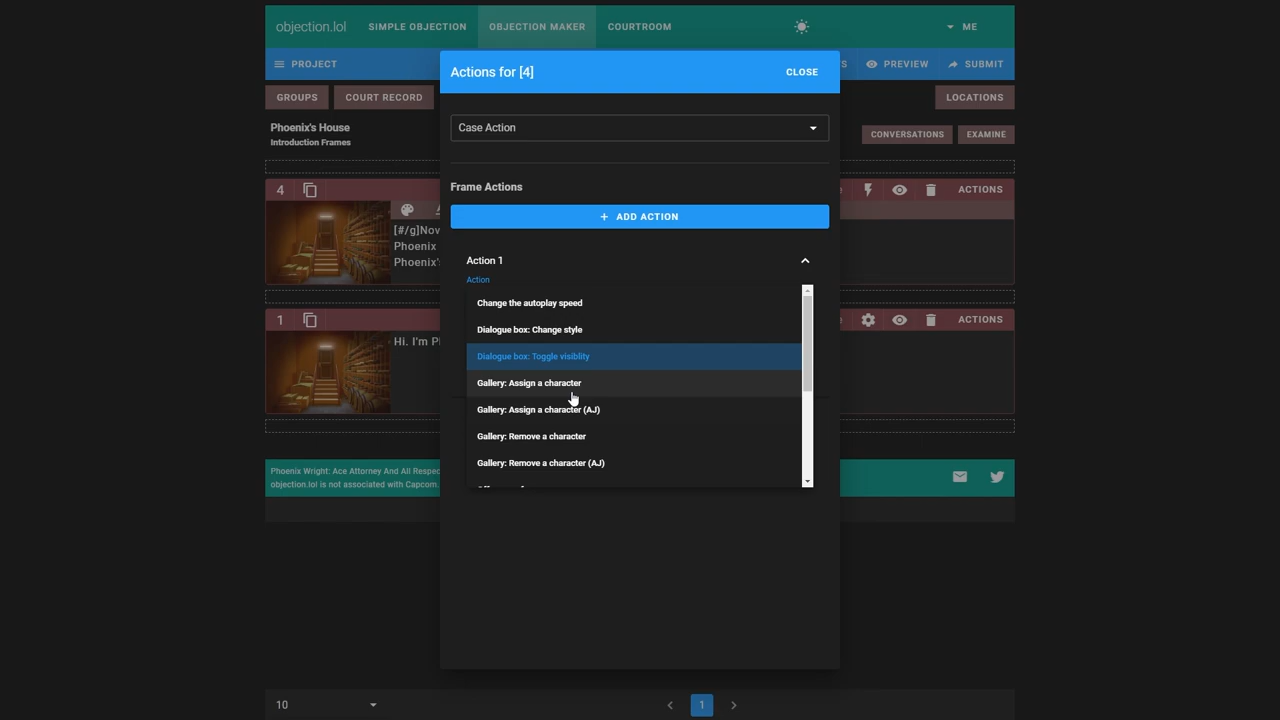 objection.lol
SIMPLE OBJECTION
OBJECTION MAKER
COURTROOM
ME
PROJECT
PREVIEW
SUBMIT
Actions for [4]
CLOSE
GROUPS
COURT RECORD
LOCATIONS
Case Action
Phoenix's House
Introduction Frames
CONVERSATIONS
EXAMINE
Frame Actions
ADD ACTION
4
ACTIONS
[#/g]Nov
Phoenix
Phoenix's
Action 1
Action
Change the autoplay speed
Dialogue box: Change style
Dialogue box: Toggle visiblity
Gallery: Assign a character
Gallery: Assign a character (AJ)
Gallery: Remove a character
Gallery: Remove a character (AJ)
1
ACTIONS
Hi. I'm Ph
Phoenix Wright: Ace Attorney And All Respec
objection.lol is not associated with Capcom.
10
1